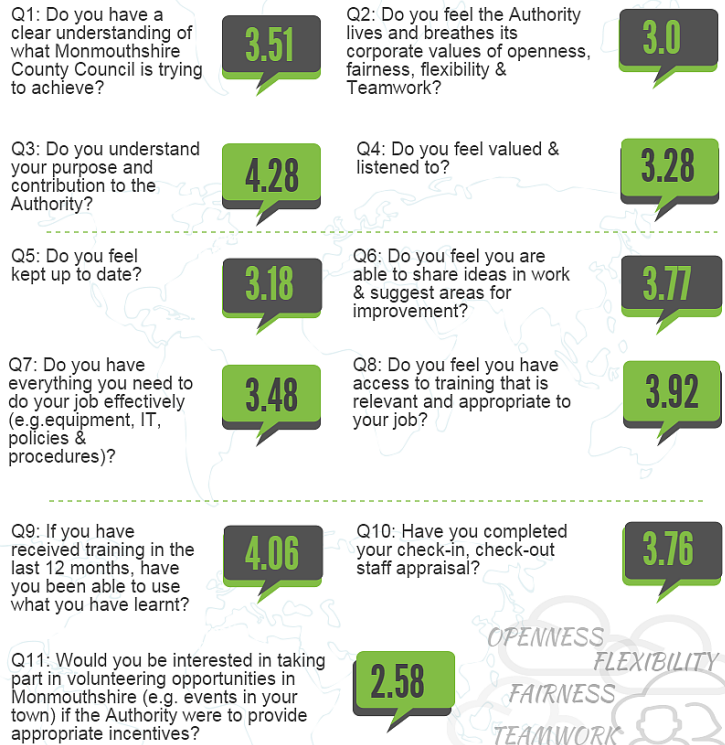 Q1: Do you have a
clear understanding of
what Monmouthshire
County Council is trying
to achieve?
3.51
Q2: Do you feel the Authority
lives and breathes its
corporate values of openness,
fairness, flexibility &
Teamwork?
3.0
Q3: Do you understand
your purpose and
contribution to the
Authority?
4.28
Q4: Do you feel valued &
listened to?
3.28
Q5: Do you feel
kept up to date?
3.18
Q6: Do you feel you are
able to share ideas in work
& suggest areas for
improvement?
3.77
Q7: Do you have
everything you need to
do your job effectively
(e.g.equipment, IT,
policies &
procedures)?
3.48
Q8: Do you feel you have
access to training that is
relevant and appropriate to
your job?
3.92
Q9: If you have
received training in the
last 12 months, have
you been able to use
what you have learnt?
4.06
Q10: Have you completed
your check-in, check-out
staff appraisal?
3.76
Q11: Would you be interested in taking
part in volunteering opportunities in
Monmouthshire (e.g. events in your
town) if the Authority were to provide
appropriate incentives?
2.58
OPENNESS
FLEXIBILITY
FAIRNESS
TEAMWORK